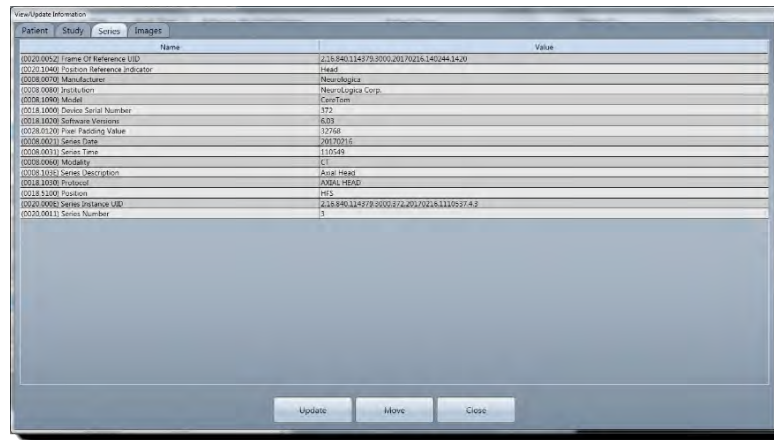 View/Update Information
Patient Study Series Images
Name Value
(0020.0052) Frame Of Reference UID 2.16.840.114379.3000.20170216.140244.1420
(0020.1040) Position Reference Indicator Head
(0008.0070) Manufacturer Neurologica
(0008.0080) Institution NeuroLogica Corp.
(0008.1090) Model CereTom
(0018.1000) Device Serial Number 372
(0018.1020) Software Versions 6.03
(0028.0120) Pixel Padding Value 32768
(0008.0021) Series Date 20170216
(0008.0031) Series Time 110549
(0008.0060) Modality CT
(0008.103E) Series Description Axial Head
(0018.1030) Protocol AXIAL HEAD
(0018.5100) Position HFS
(0020.000E) Series Instance UID 2.16.840.114379.3000.372.20170216.1110537.4.3
(0020.0011) Series Number 3
Update Move Close